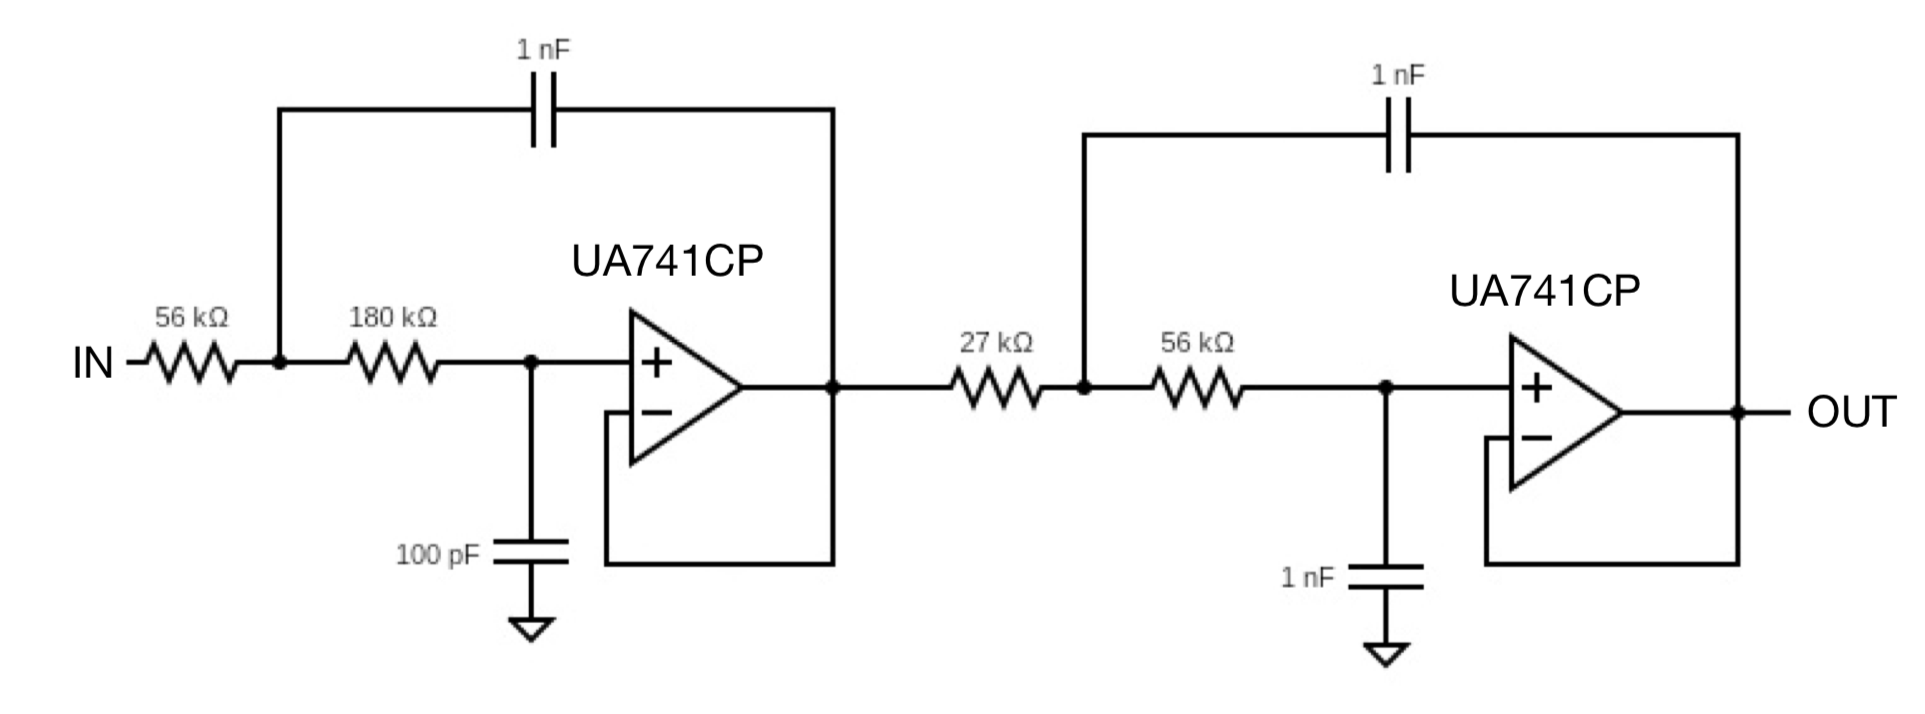 1 nF
1 nF
UA741CP
UA741CP
56 kΩ
180 kΩ
27 kΩ
56 kΩ
IN
+
−
+
−
OUT
100 pF
1 nF